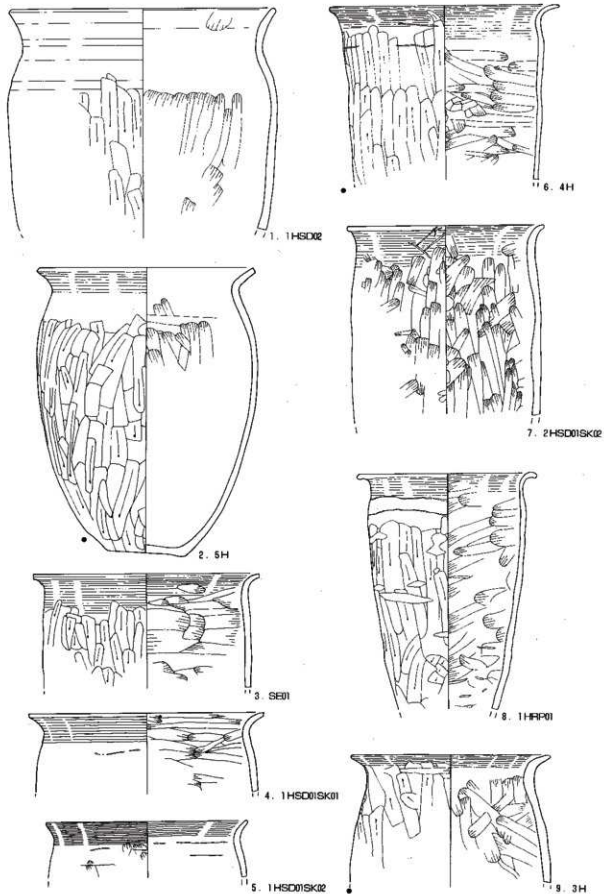 1. 1HSD02
2. 5H
3. SE01
4. 1HSD01SK01
5. 1HSD01SK02
6. 4H
7. 2HSD01SK02
8. 1HRP01
9. 3H